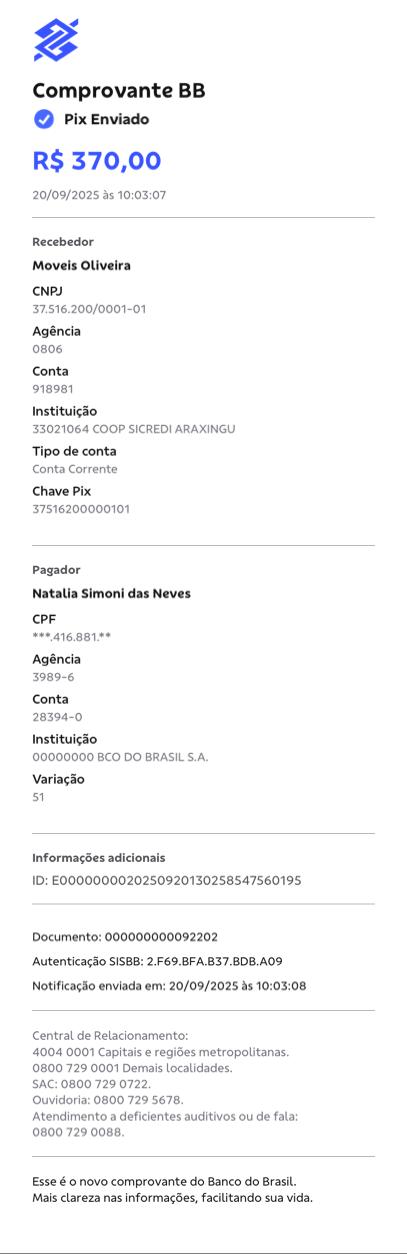 Comprovante BB
Pix Enviado
R$ 370,00
20/09/2025 às 10:03:07
Recebedor
Moveis Oliveira
CNPJ
37.516.200/0001-01
Agência
0806
Conta
918981
Instituição
33021064 COOP SICREDI ARAXINGU
Tipo de conta
Conta Corrente
Chave Pix
37516200000101
Pagador
Natalia Simoni das Neves
CPF
***.416.881.**
Agência
3989-6
Conta
28394-0
Instituição
00000000 BCO DO BRASIL S.A.
Variação
51
Informações adicionais
ID: E00000000202509201302585475​60195
Documento: 000000000092202
Autenticação SISBB: 2.F69.BFA.B37.BDB.A09
Notificação enviada em: 20/09/2025 às 10:03:08
Central de Relacionamento:
4004 0001 Capitais e regiões metropolitanas.
0800 729 0001 Demais localidades.
SAC: 0800 729 0722.
Ouvidoria: 0800 729 5678.
Atendimento a deficientes auditivos ou de fala:
0800 729 0088.
Esse é o novo comprovante do Banco do Brasil.
Mais clareza nas informações, facilitando sua vida.